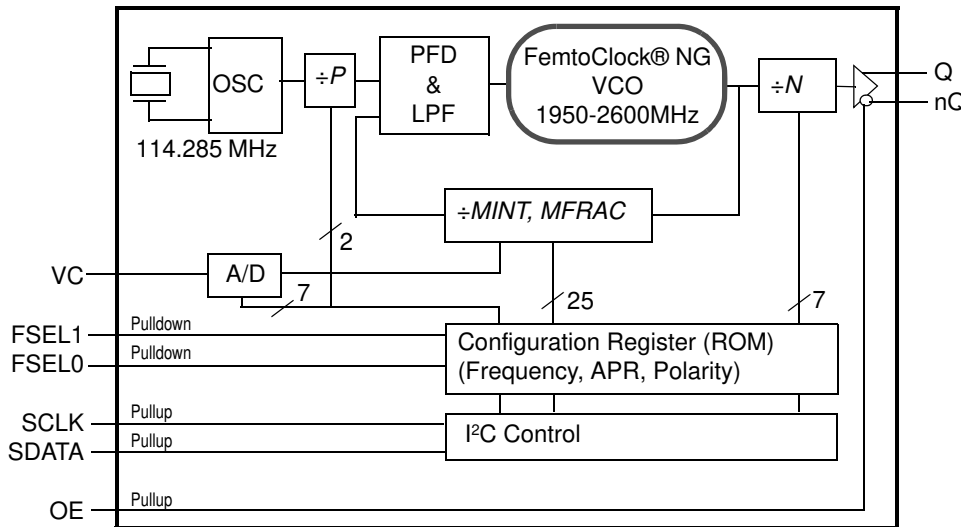 OSC
114.285 MHz
÷P
PFD
&
LPF
FemtoClock® NG
VCO
1950-2600MHz
÷N
Q
nQ
÷MINT, MFRAC
2
VC
A/D
7
25
7
FSEL1
Pulldown
FSEL0
Pulldown
Configuration Register (ROM)
(Frequency, APR, Polarity)
SCLK
Pullup
SDATA
Pullup
I²C Control
OE
Pullup